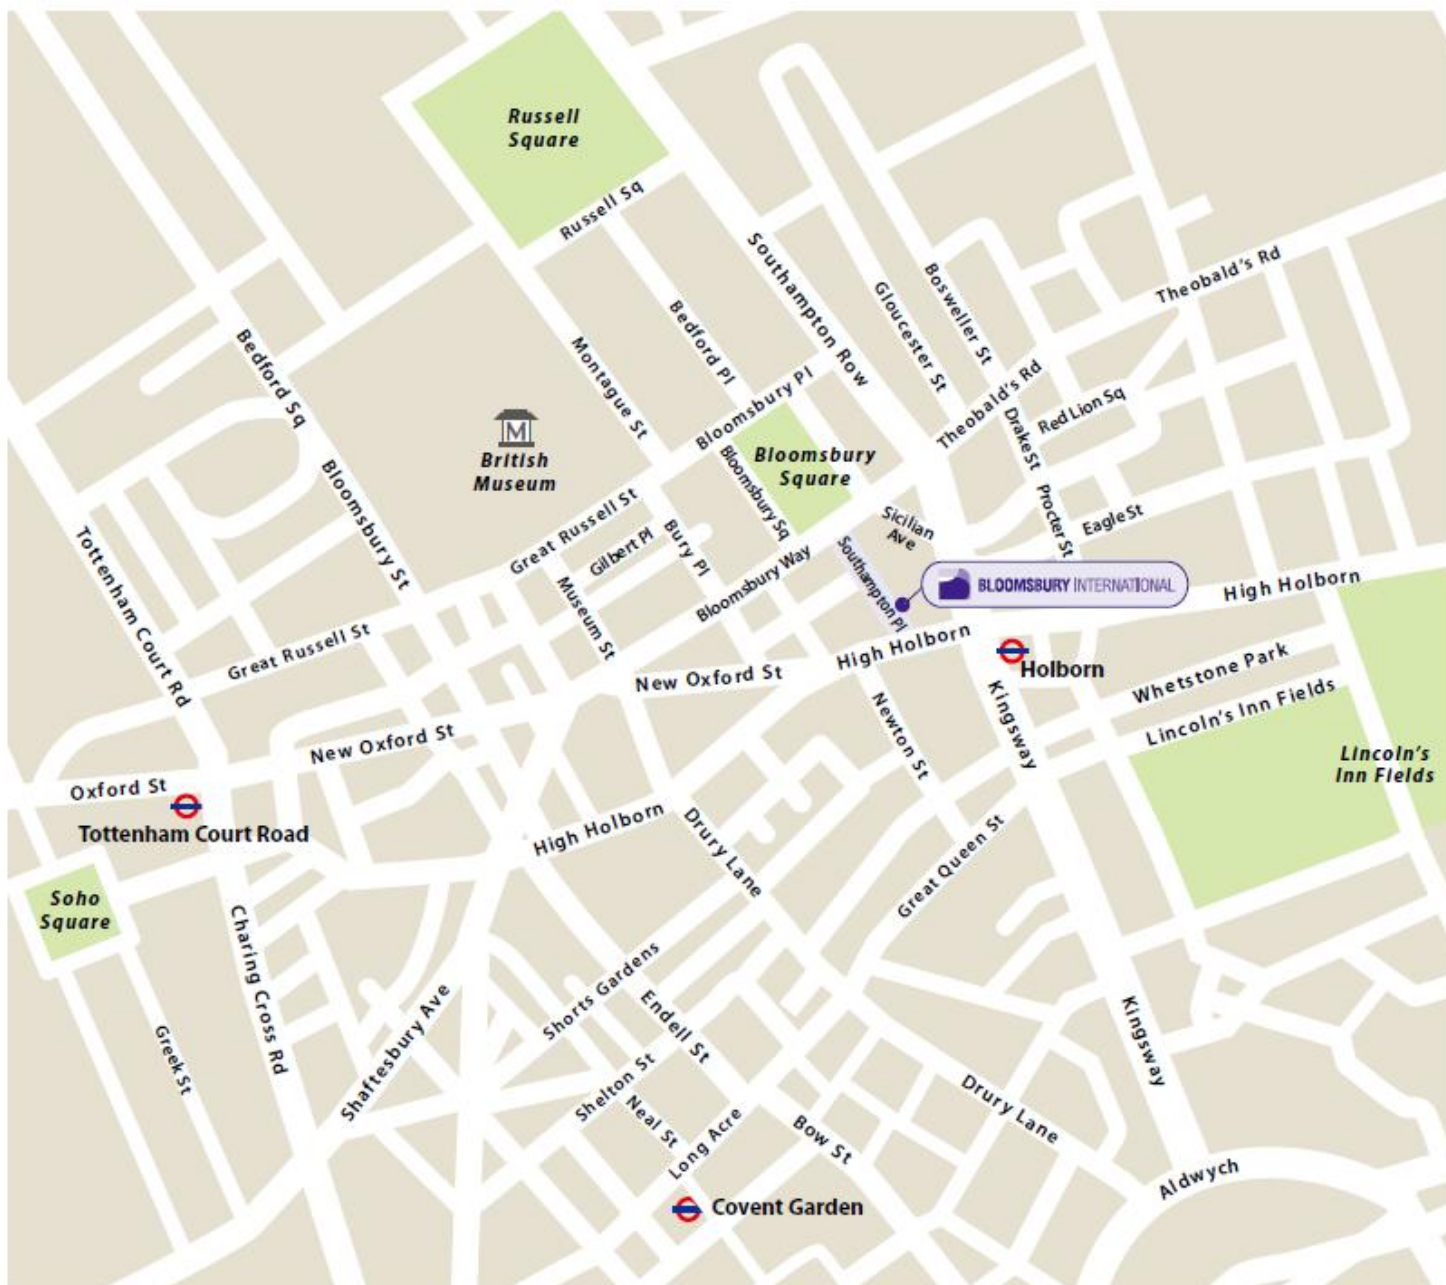 Russell
Square
Russell Sq
Southampton Row
Bosweller St
Theobald's Rd
Gloucester St
Bedford Pl
Bedford Sq
Montague St
Bloomsbury Pl
Theobald's Rd
Red Lion Sq
Drake St
M
British
Museum
Bloomsbury
Square
Bloomsbury Sq
Bloomsbury St
Great Russell St
Gilbert Pl
Bury Pl
Sicilian
Ave
Procter St
Eagle St
Tottenham Court Rd
Museum St
Bloomsbury Way
Southampton Pl
BLOOMSBURY INTERNATIONAL
High Holborn
Great Russell St
High Holborn
Holborn
New Oxford St
Whetstone Park
Lincoln's Inn Fields
Kingsway
Newton St
New Oxford St
Lincoln's
Inn Fields
Oxford St
Tottenham Court Road
High Holborn
Drury Lane
Great Queen St
Soho
Square
Charing Cross Rd
Shorts Gardens
Endell St
Shaftesbury Ave
Greek St
Kingsway
Shelton St
Neal St
Long Acre
Bow St
Drury Lane
Aldwych
Covent Garden